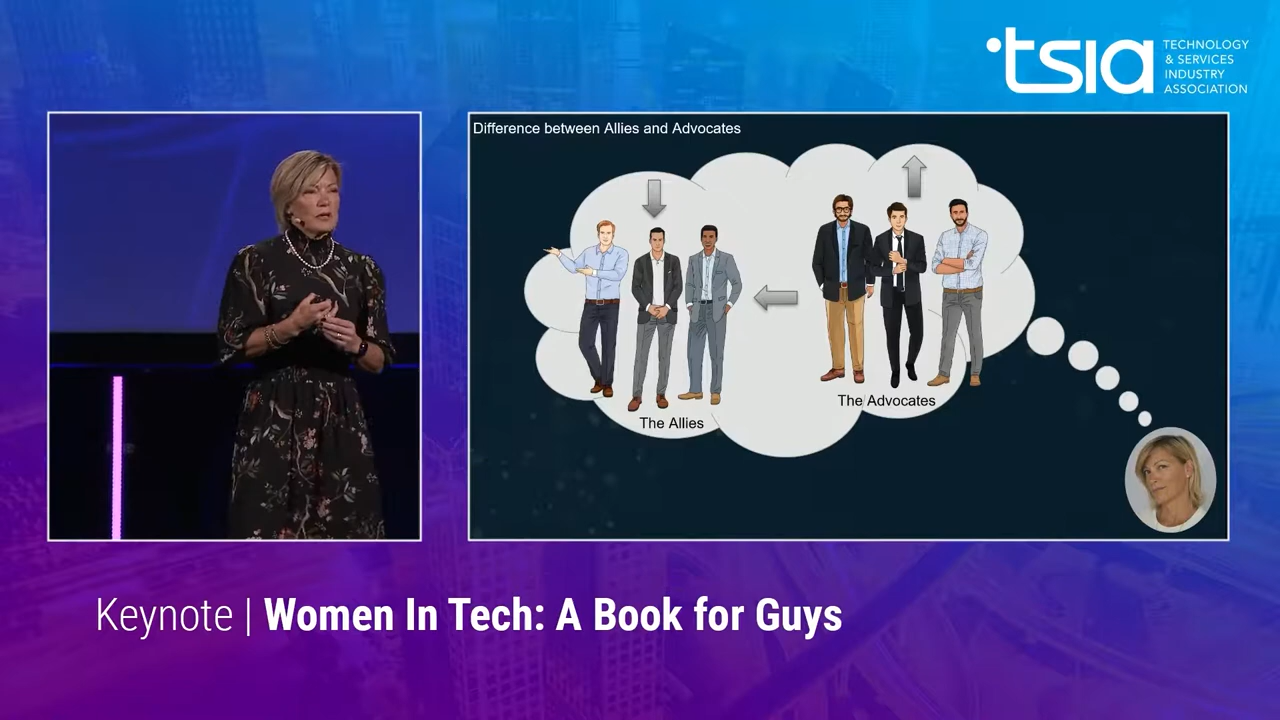 tsia
TECHNOLOGY
& SERVICES
INDUSTRY
ASSOCIATION
Difference between Allies and Advocates
The Allies
The Advocates
Keynote | Women In Tech: A Book for Guys